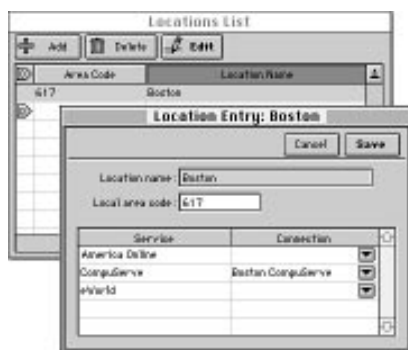 Locations List
Add Delete Edit
Area Code Location Name
617 Boston
Location Entry: Boston
Cancel Save
Location name: Boston
Local area code: 617
Service Connection
America Online
CompuServe Boston CompuServe
eWorld